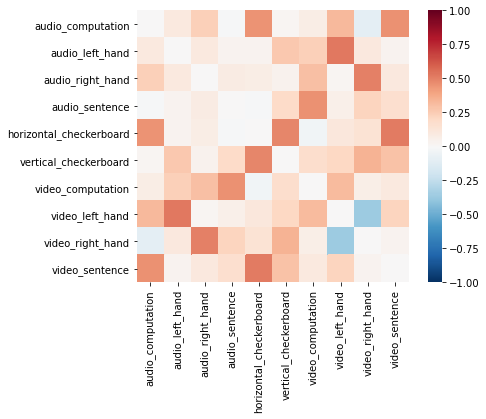 audio_computation
audio_left_hand
audio_right_hand
audio_sentence
horizontal_checkerboard
vertical_checkerboard
video_computation
video_left_hand
video_right_hand
video_sentence
audio_computation
audio_left_hand
audio_right_hand
audio_sentence
horizontal_checkerboard
vertical_checkerboard
video_computation
video_left_hand
video_right_hand
video_sentence
1.00
0.75
0.50
0.25
0.00
−0.25
−0.50
−0.75
−1.00